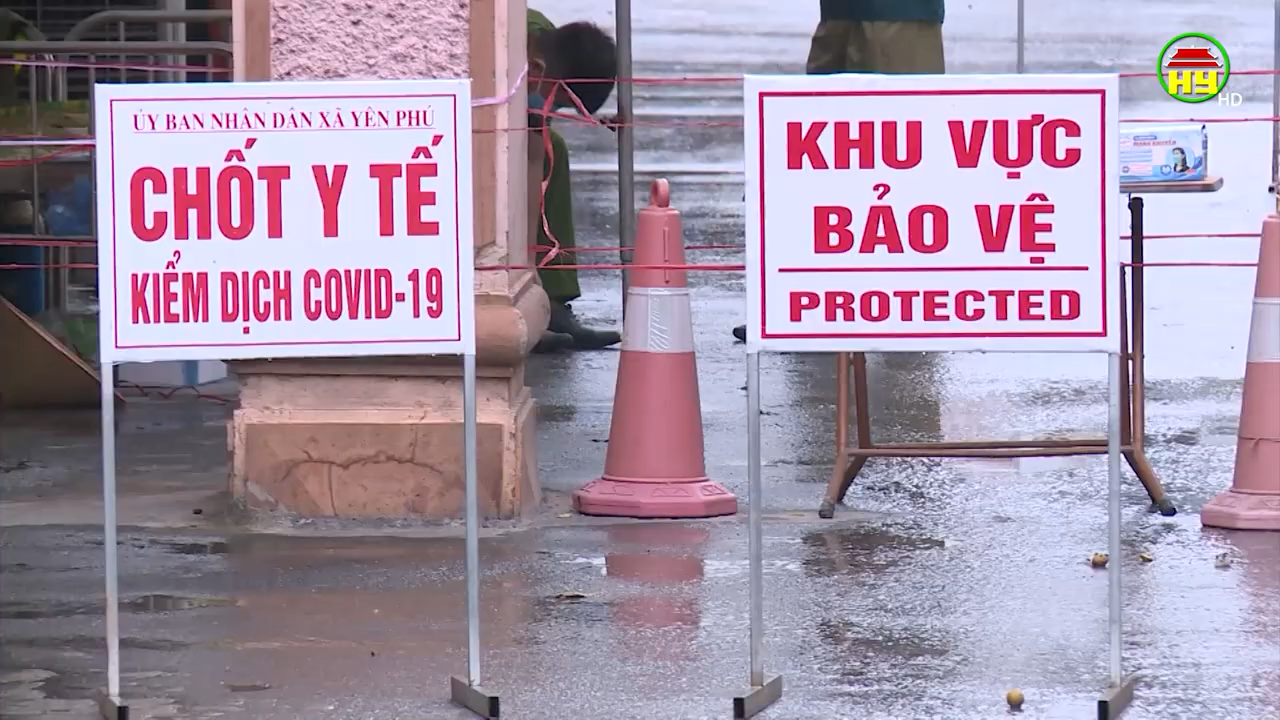 ỦY BAN NHÂN DÂN XÃ YÊN PHÚ
CHỐT Y TẾ
KIỂM DỊCH COVID-19
KHU VỰC
BẢO VỆ
PROTECTED
HY
HD